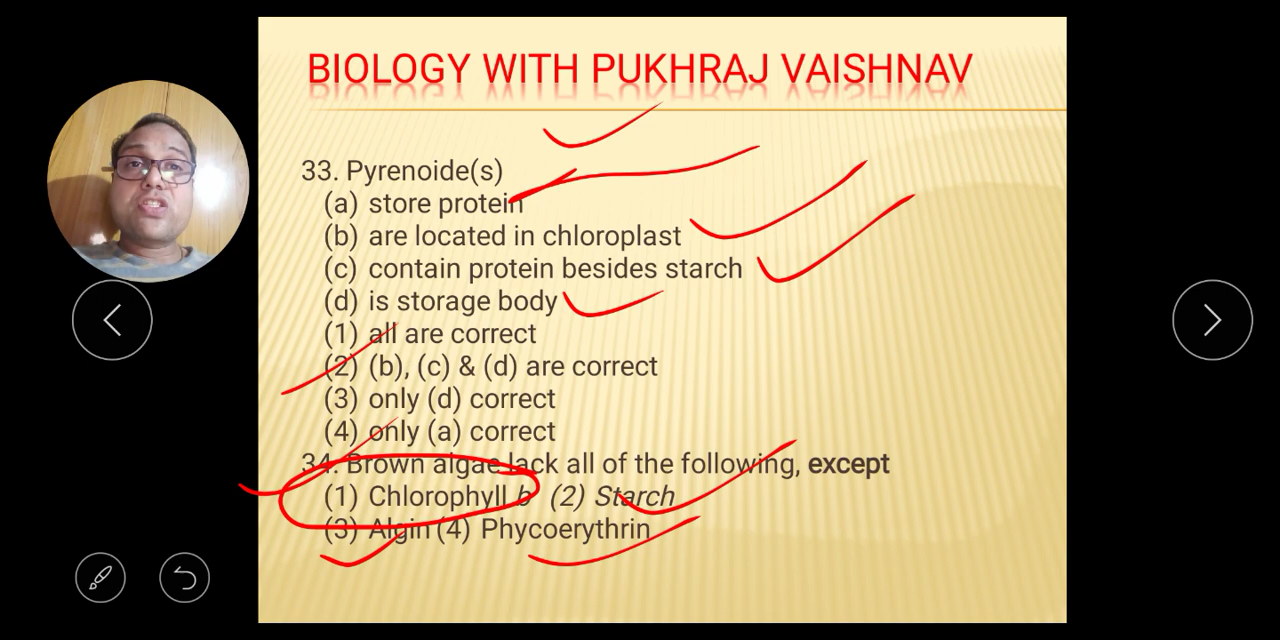 BIOLOGY WITH PUKHRAJ VAISHNAV
33. Pyrenoide(s)
(a) store protein
(b) are located in chloroplast
(c) contain protein besides starch
(d) is storage body
(1) all are correct
(2) (b), (c) & (d) are correct
(3) only (d) correct
(4) only (a) correct
34. Brown algae lack all of the following, except
(1) Chlorophyll b (2) Starch
(3) Algin (4) Phycoerythrin